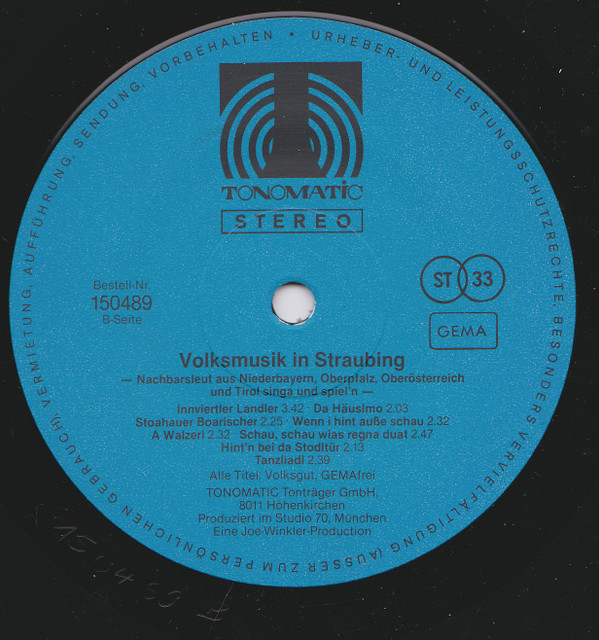 URHEBER- UND LEISTUNGSSCHUTZRECHTE, BESONDERS VERVIELFÄLTIGUNG (AUSSER ZUM PERSÖNLICHEN GEBRAUCH), VERMIETUNG, AUFFÜHRUNG, SENDUNG, VORBEHALTEN *
TONOMATIC
STEREO
Bestell-Nr.
150489
B-Seite
ST 33
GEMA
Volksmusik in Straubing
— Nachbarsleut aus Niederbayern, Oberpfalz, Oberösterreich
und Tirol singa und spiel'n —
Innviertler Landler 3.42 · Da Häuslmo 2.03
Stoahauer Boarischer 2.25 · Wenn i hint auße schau 2.32
A Walzerl 2.32 · Schau, schau wias regna duat 2.47
Hint'n bei da Stodltür 2.13
Tanzliadl 2.39
Alle Titel: Volksgut, GEMAfrei
TONOMATIC Tonträger GmbH,
8011 Höhenkirchen
Produziert im Studio 70, München
Eine Joe-Winkler-Production